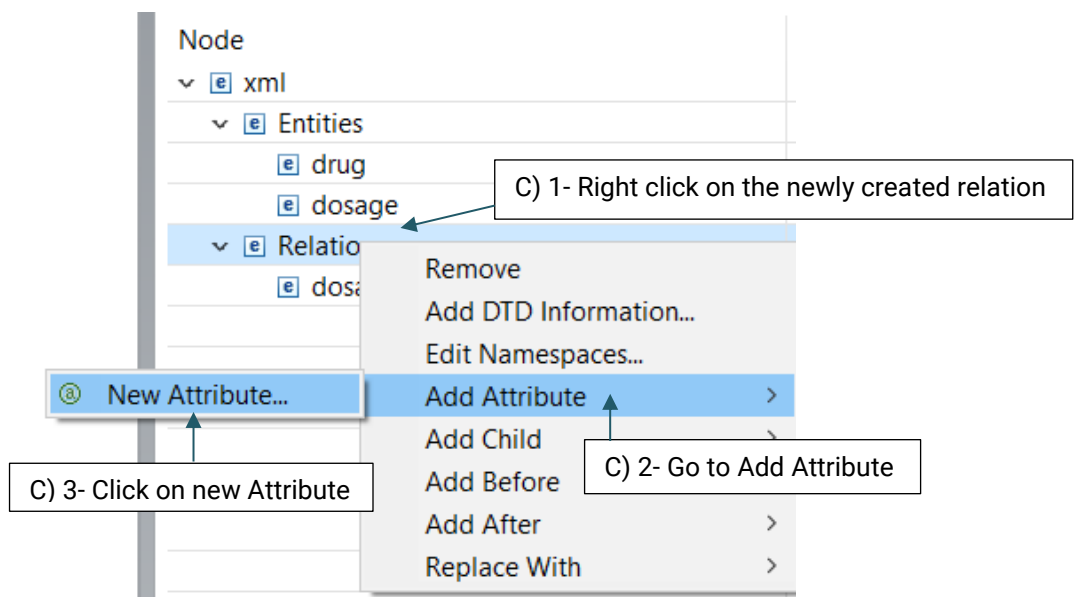 Node
xml
Entities
drug
C) 1- Right click on the newly created relation
dosage
Relatio
Remove
dosa
Add DTD Information...
Edit Namespaces...
@ New Attribute...
Add Attribute >
Add Child >
C) 2- Go to Add Attribute
C) 3- Click on new Attribute
Add Before
Add After >
Replace With >